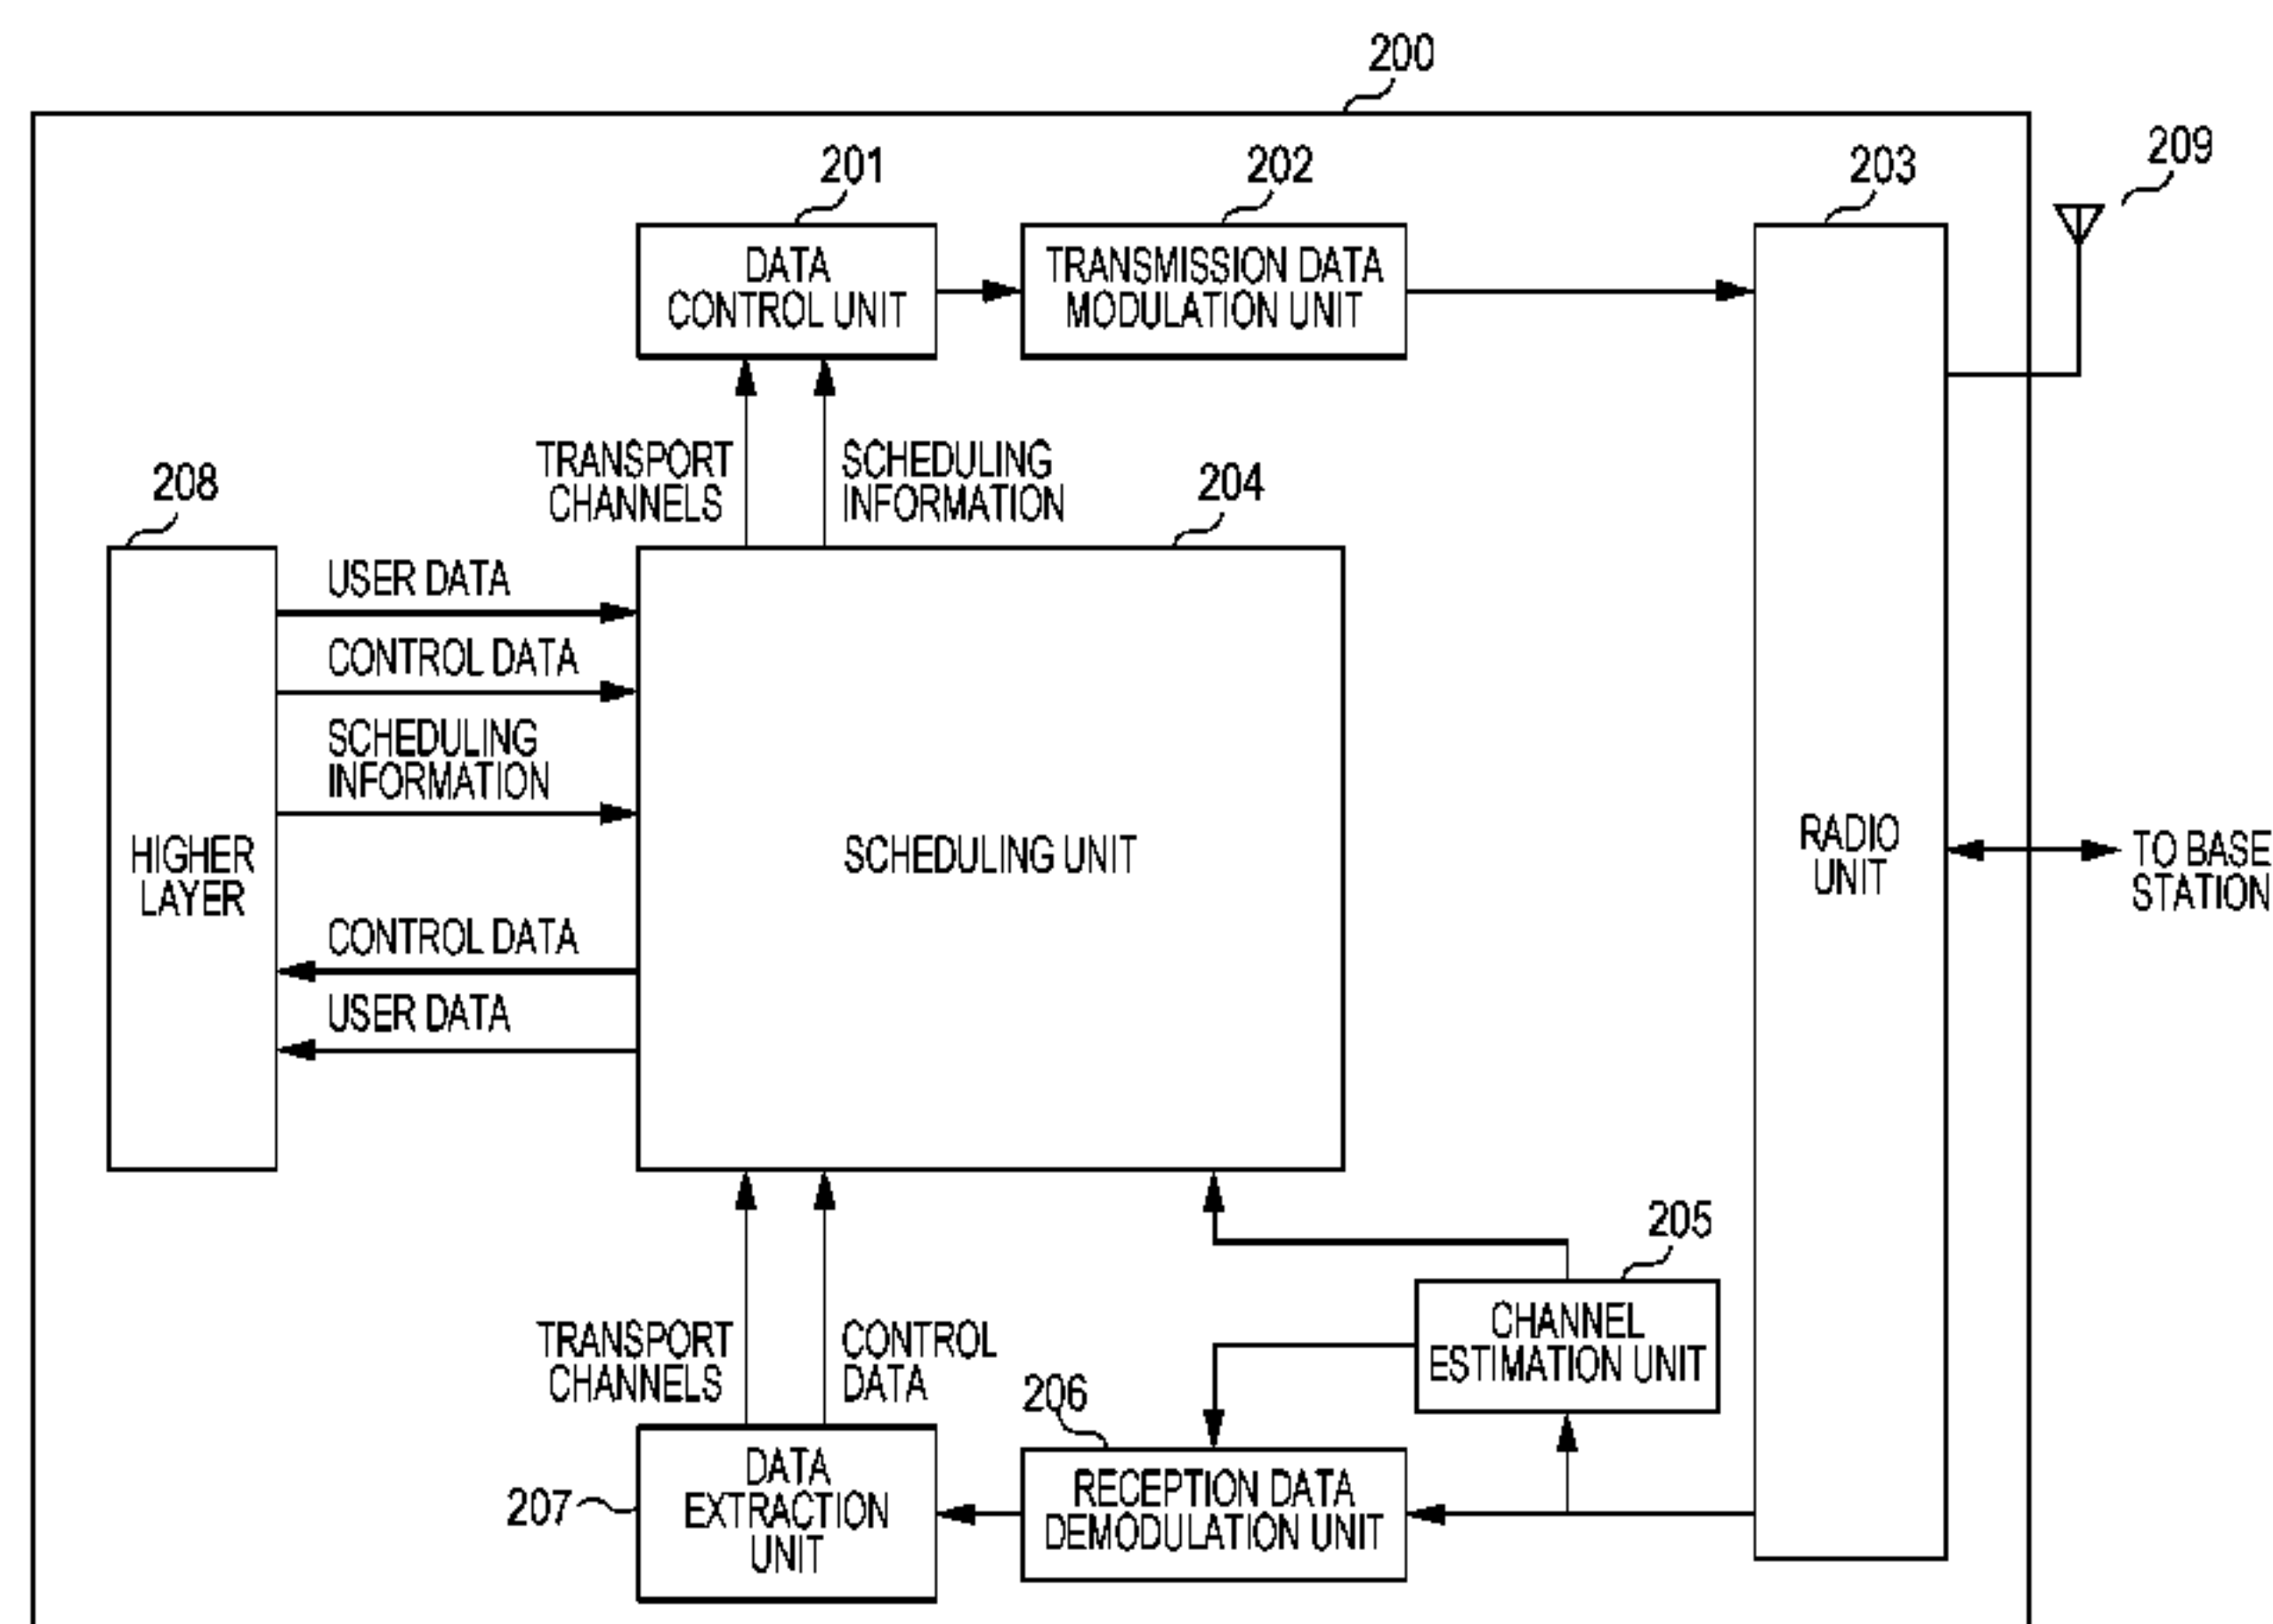 200
209
201
202
203
DATA
CONTROL UNIT
TRANSMISSION DATA
MODULATION UNIT
TRANSPORT
CHANNELS
SCHEDULING
INFORMATION
208
204
USER DATA
CONTROL DATA
SCHEDULING
INFORMATION
HIGHER
LAYER
SCHEDULING UNIT
RADIO
UNIT
TO BASE
STATION
CONTROL DATA
USER DATA
205
CHANNEL
ESTIMATION UNIT
TRANSPORT
CHANNELS
CONTROL
DATA
206
207
DATA
EXTRACTION
UNIT
RECEPTION DATA
DEMODULATION UNIT